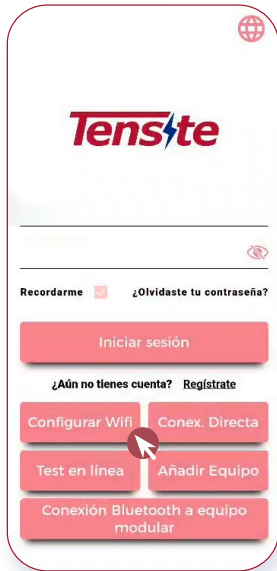 Tensite
Recordarme ¿Olvidaste tu contraseña?
Iniciar sesión
¿Aún no tienes cuenta? Regístrate
Configurar Wifi Conex. Directa
Test en línea Añadir Equipo
Conexión Bluetooth a equipo
modular